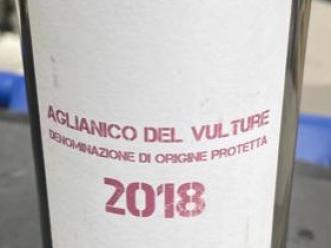 AGLIANICO DEL VULTURE
DENOMINAZIONE DI ORIGINE PROTETTA
2018